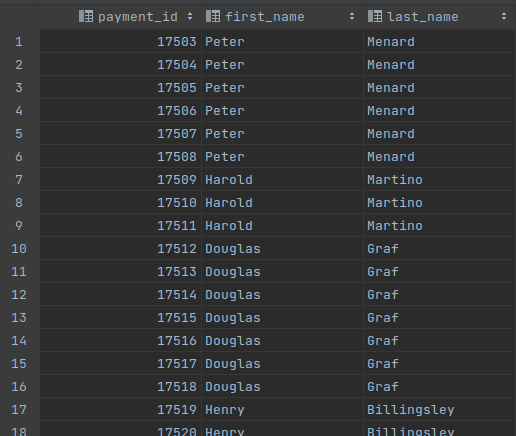 payment_id first_name last_name
1 17503 Peter Menard
2 17504 Peter Menard
3 17505 Peter Menard
4 17506 Peter Menard
5 17507 Peter Menard
6 17508 Peter Menard
7 17509 Harold Martino
8 17510 Harold Martino
9 17511 Harold Martino
10 17512 Douglas Graf
11 17513 Douglas Graf
12 17514 Douglas Graf
13 17515 Douglas Graf
14 17516 Douglas Graf
15 17517 Douglas Graf
16 17518 Douglas Graf
17 17519 Henry Billingsley
18 17520 Henry Billingsley